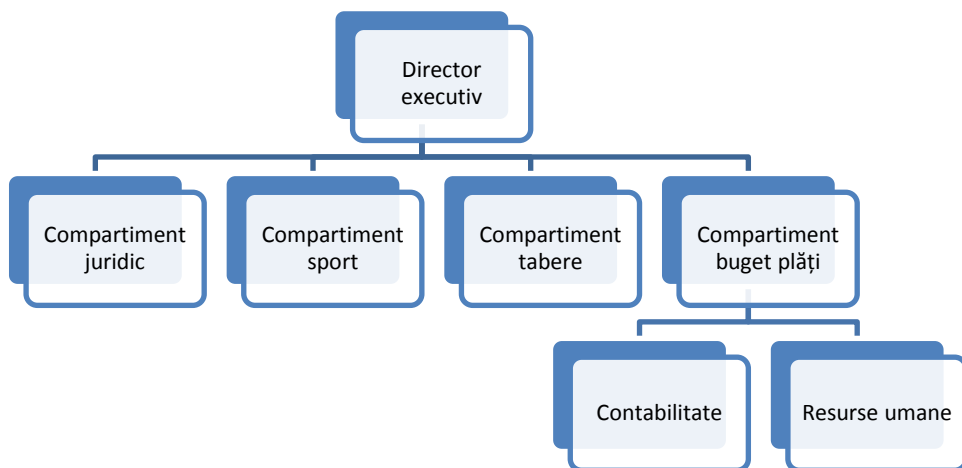 Director
executiv
Compartiment
juridic
Compartiment
sport
Compartiment
tabere
Compartiment
buget plăți
Contabilitate
Resurse umane